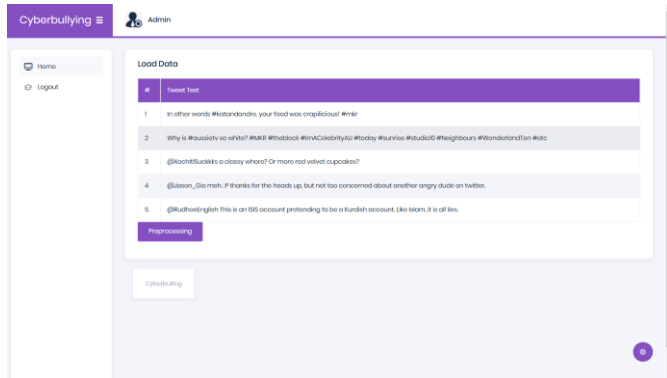 Cyberbullying
Admin
Home
Logout
Load Data
# Tweet Text
1 In other words #katandandre, your food was crapilicious! #mkr
2 Why is #aussietv so white? #MKR #theblock #ImACelebrityAU #today #sunrise #studio10 #Neighbours #WonderlandTen #etc
3 @XochitlSuckkks a classy whore? Or more red velvet cupcakes?
4 @Jason_Gio meh. :P thanks for the heads up, but not too concerned about another angry dude on twitter.
5 @RudhoeEnglish This is an ISIS account pretending to be a Kurdish account. Like Islam, it is all lies.
Preprocessing
Cyberbulling